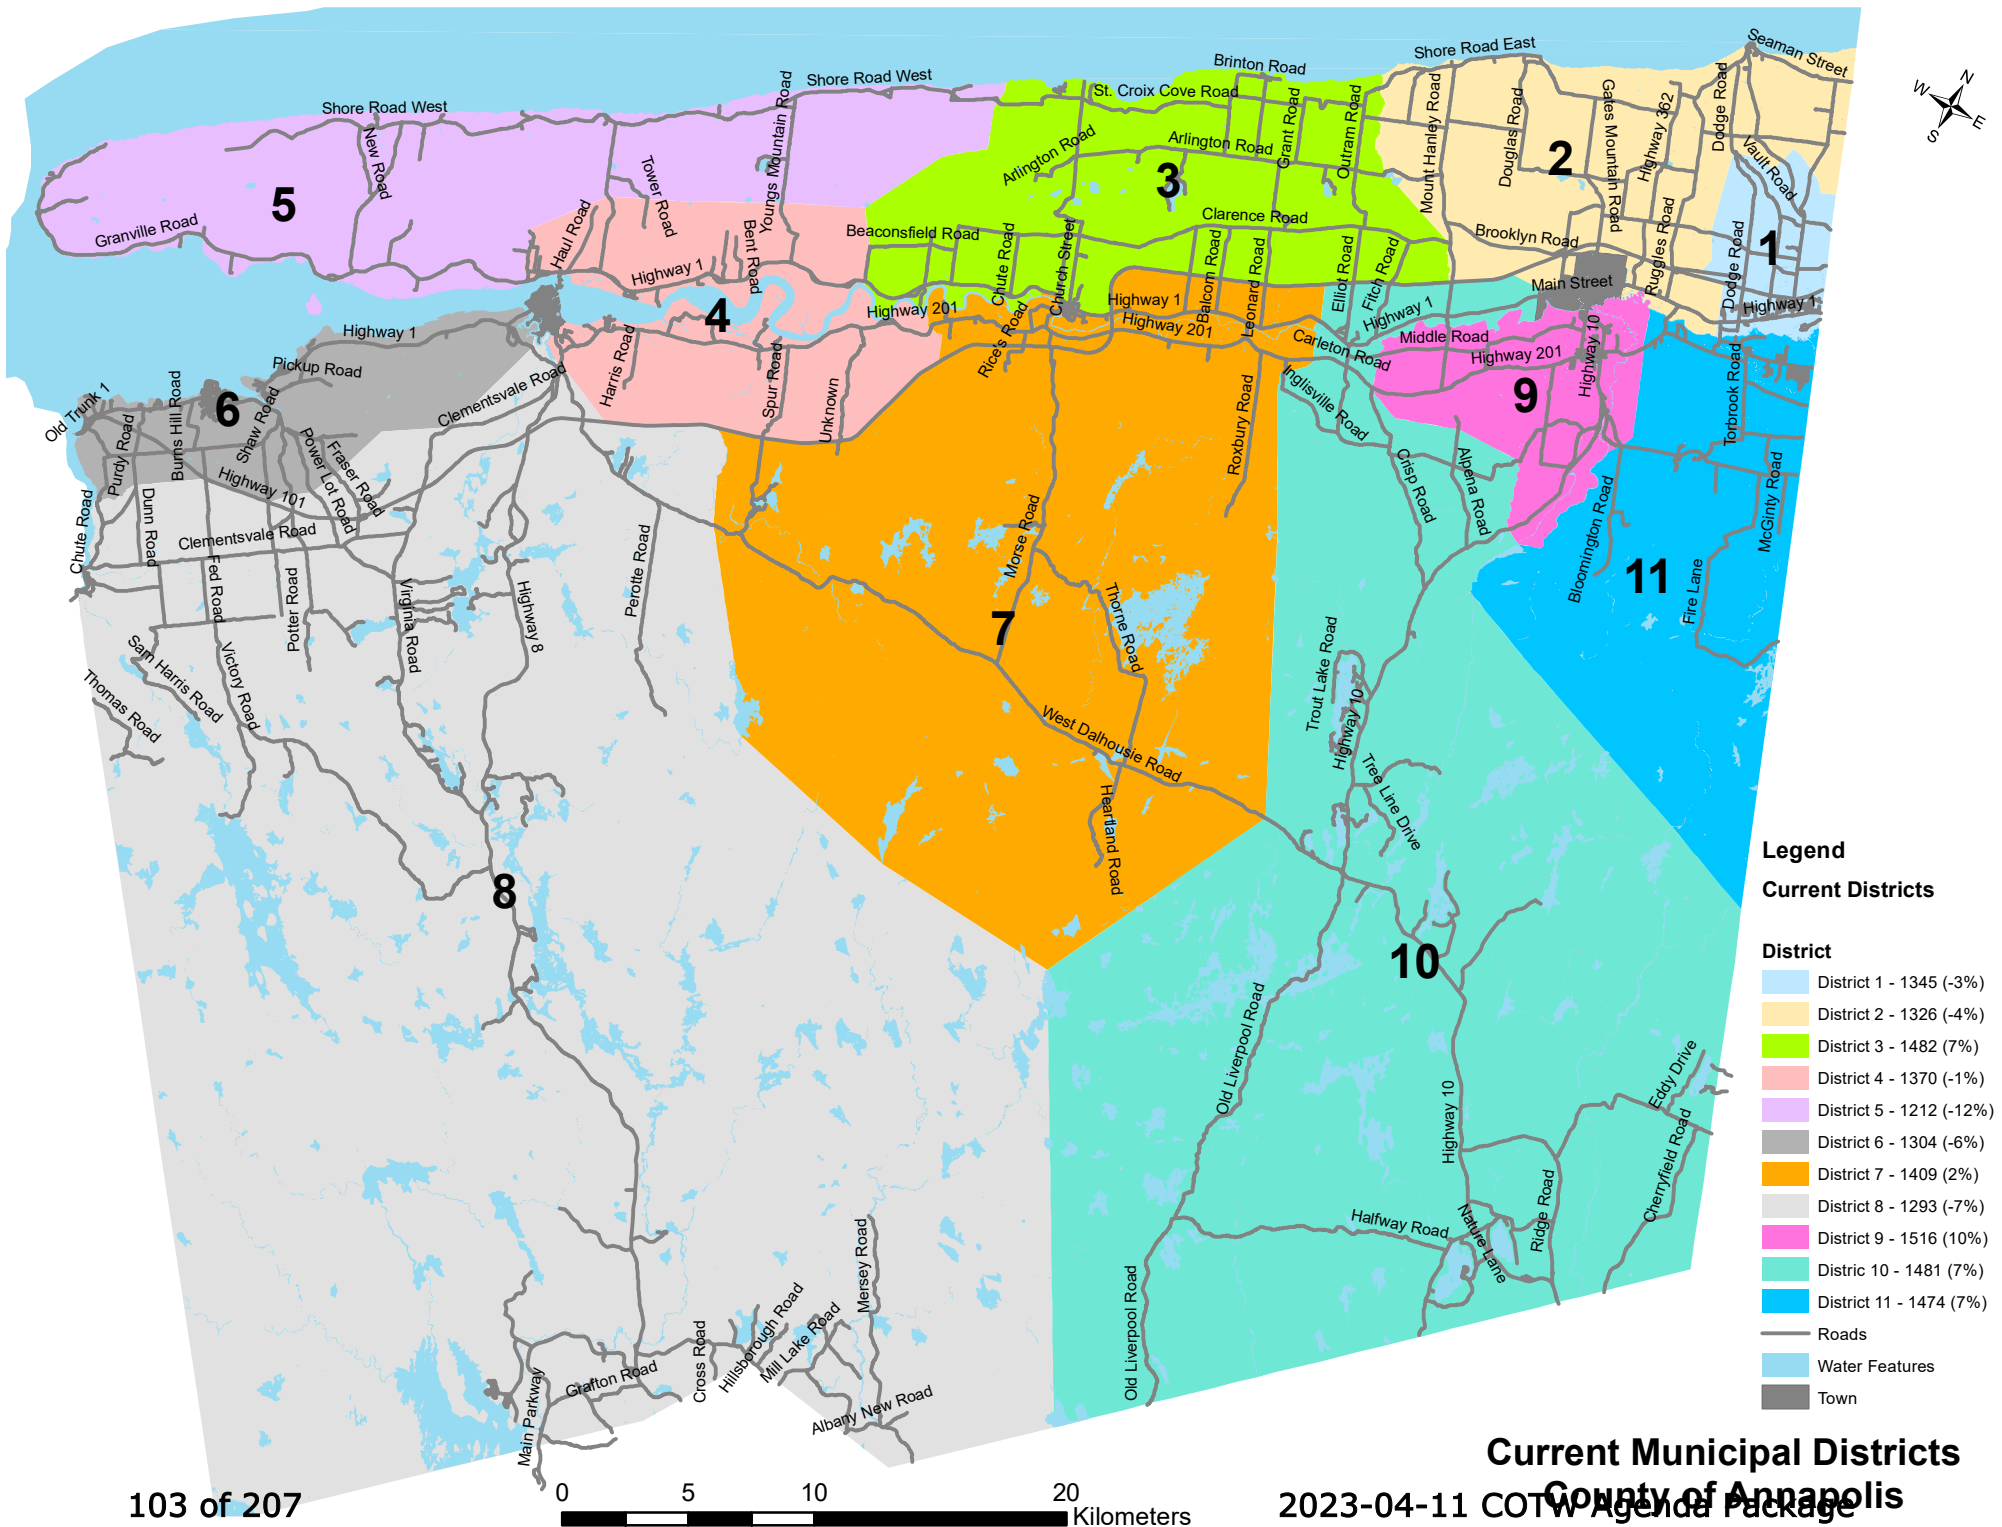 Seaman Street
Shore Road East
Brinton Road
Shore Road West
Shore Road West
St. Croix Cove Road
N
W
E
S
New Road
Tower Road
Youngs Mountain Road
Arlington Road
Arlington Road
Grant Road
Outram Road
Mount Hanley Road
Douglas Road
Gates Mountain Road
Highway 362
Dodge Road
Vault Road
5
3
2
1
Granville Road
Haul Road
Bent Road
Highway 1
Beaconsfield Road
Clarence Road
Chute Road
Church Street
Balcom Road
Leonard Road
Elliot Road
Fitch Road
Brooklyn Road
Ruggles Road
Dodge Road
Main Street
Highway 1
4
Highway 201
Highway 1
Highway 201
Rice's Road
Highway 1
Carleton Road
Middle Road
Highway 201
Highway 10
Highway 1
Pickup Road
Harris Road
Spur Road
Unknown
Clementsvale Road
Old Trunk 1
6
Purdy Road
Burns Hill Road
Shaw Road
Power Lot Road
Fraser Road
Highway 101
Roxbury Road
Inglisville Road
Crisp Road
Alpena Road
9
Torbrook Road
McGinty Road
Bloomington Road
Fire Lane
11
Chute Road
Dunn Road
Clementsvale Road
Fed Road
Potter Road
Virginia Road
Highway 8
Perotte Road
Morse Road
Thorne Road
7
West Dalhousie Road
Heartland Road
Trout Lake Road
Highway 10
Tree Line Drive
Sam Harris Road
Thomas Road
Victory Road
8
10
Old Liverpool Road
Highway 10
Eddy Drive
Cherryfield Road
Ridge Road
Halfway Road
Nature Lane
Old Liverpool Road
Mersey Road
Hillsborough Road
Mill Lake Road
Cross Road
Grafton Road
Main Parkway
Albany New Road
Legend
Current Districts
District
District 1 - 1345 (-3%)
District 2 - 1326 (-4%)
District 3 - 1482 (7%)
District 4 - 1370 (-1%)
District 5 - 1212 (-12%)
District 6 - 1304 (-6%)
District 7 - 1409 (2%)
District 8 - 1293 (-7%)
District 9 - 1516 (10%)
Distric 10 - 1481 (7%)
District 11 - 1474 (7%)
Roads
Water Features
Town
Current Municipal Districts
County of Annapolis
0 5 10 20
Kilometers
103 of 207
2023-04-11 COTW Agenda Package